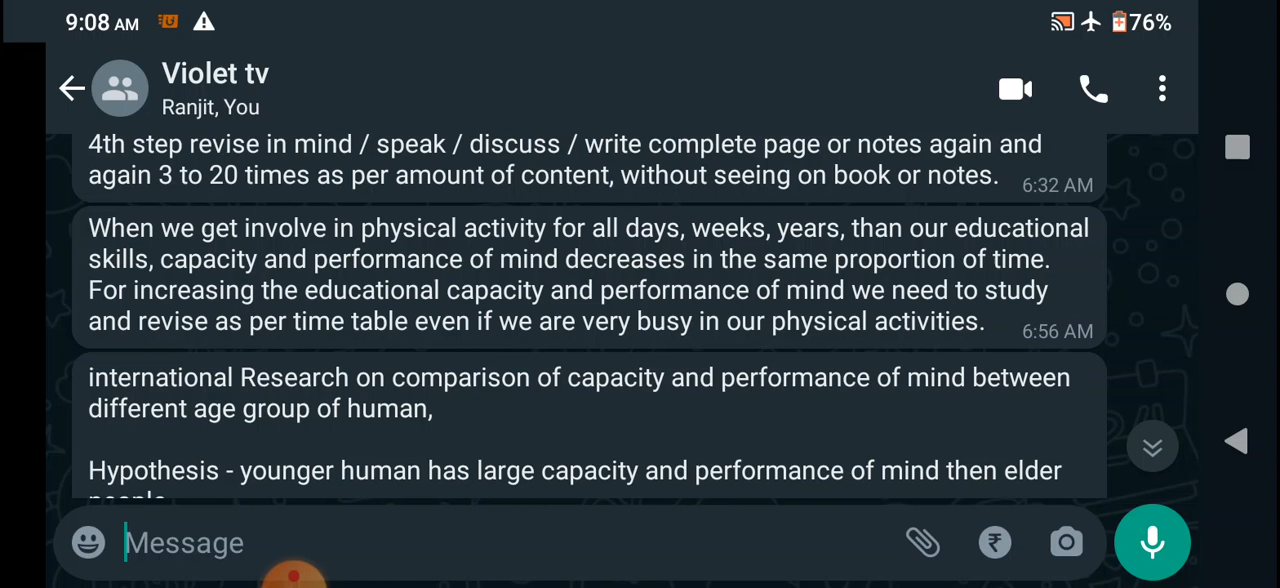 9:08 AM
76%
Violet tv
Ranjit, You
4th step revise in mind / speak / discuss / write complete page or notes again and
again 3 to 20 times as per amount of content, without seeing on book or notes. 6:32 AM
When we get involve in physical activity for all days, weeks, years, than our educational
skills, capacity and performance of mind decreases in the same proportion of time.
For increasing the educational capacity and performance of mind we need to study
and revise as per time table even if we are very busy in our physical activities. 6:56 AM
international Research on comparison of capacity and performance of mind between
different age group of human,
Hypothesis - younger human has large capacity and performance of mind then elder
people
Message